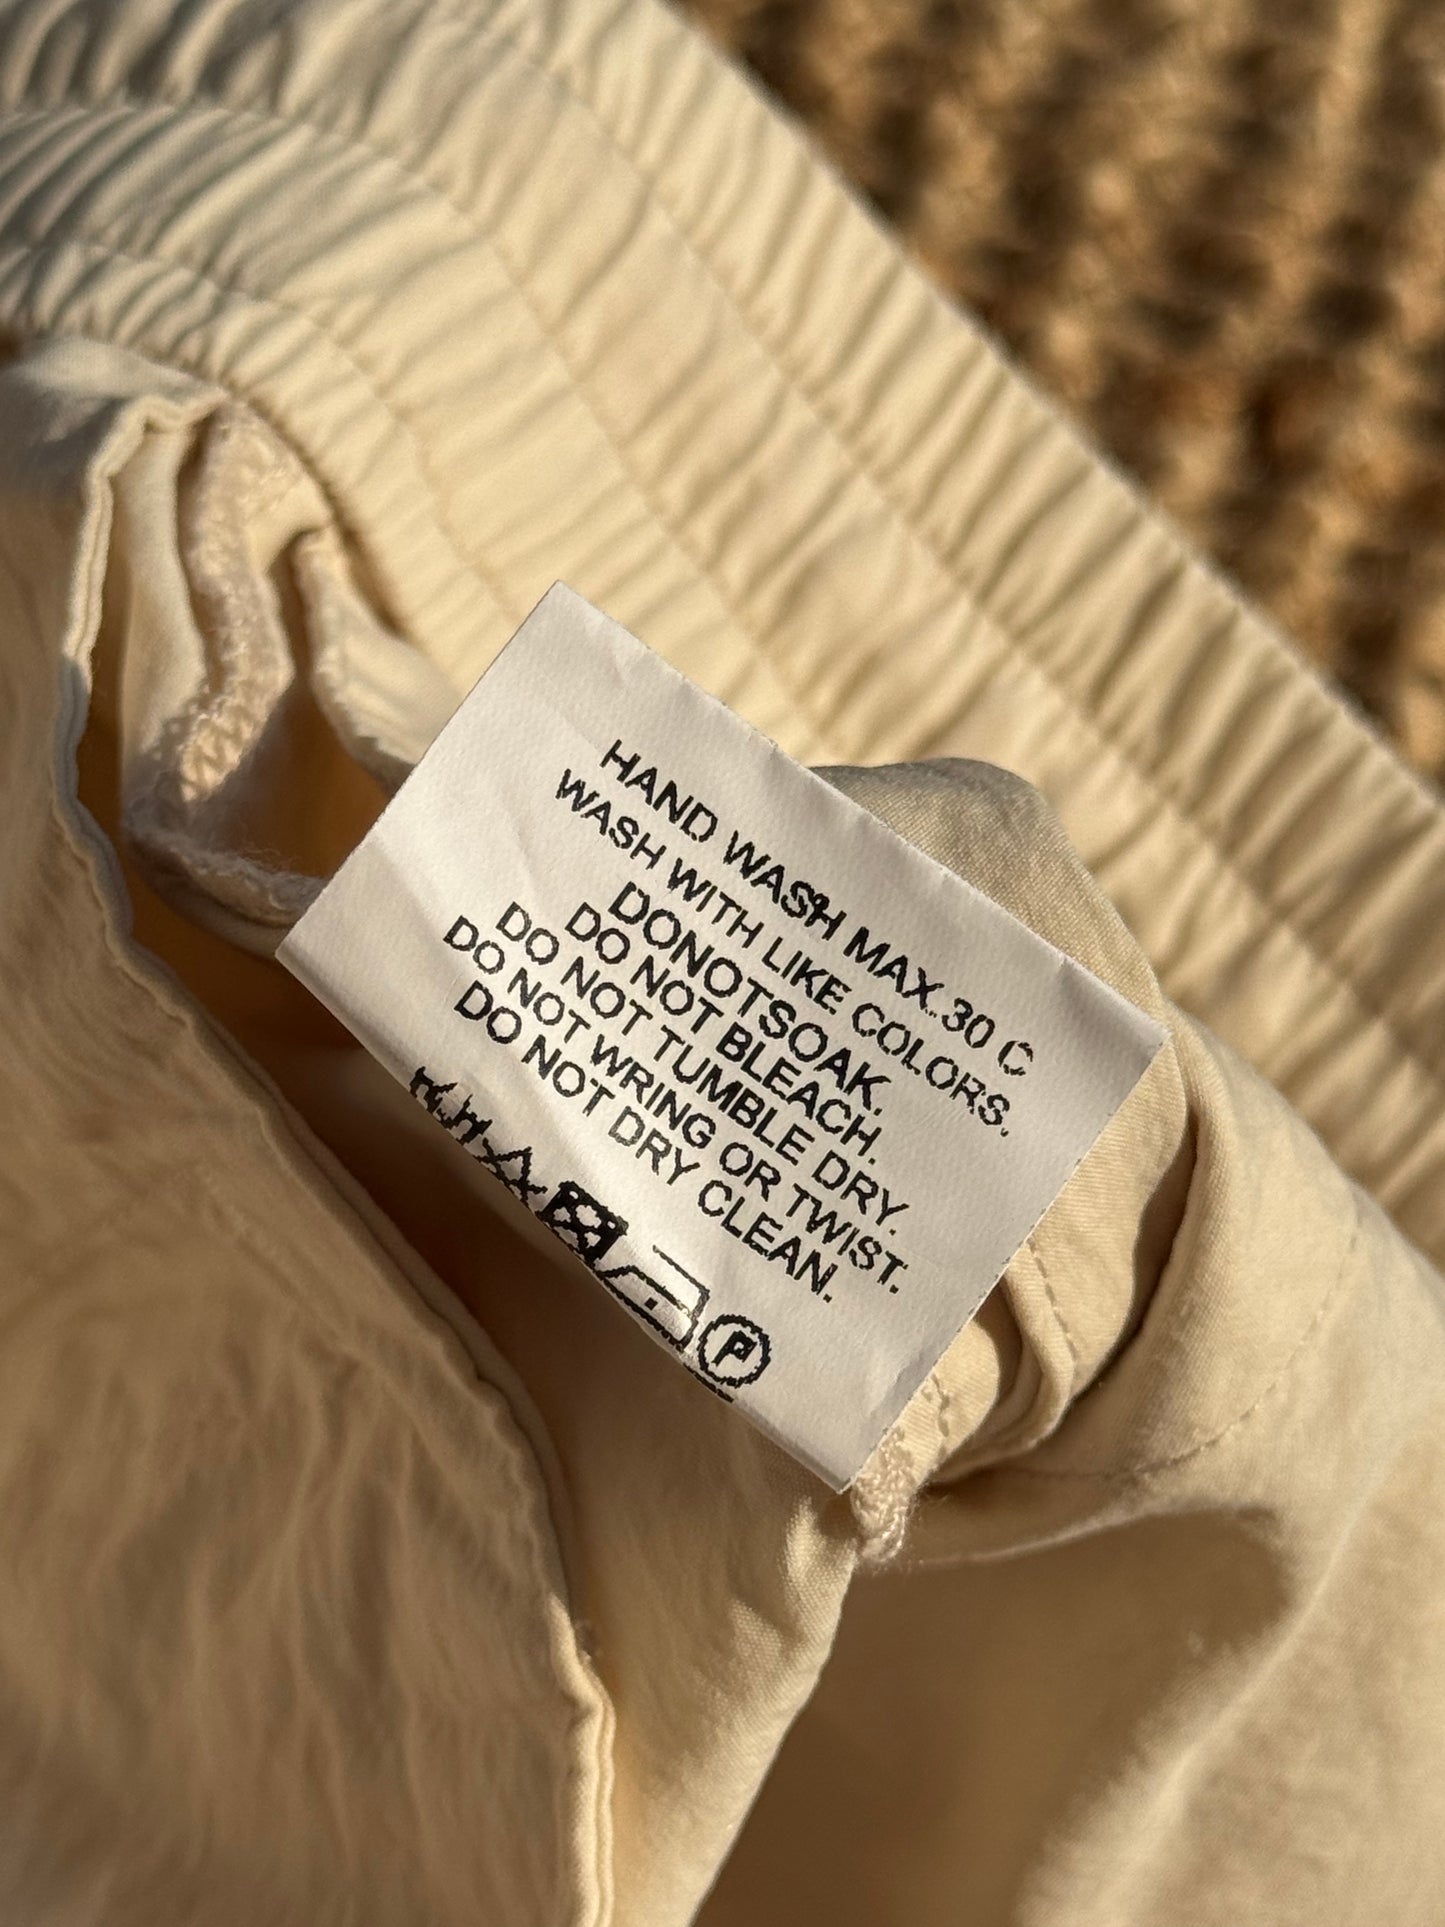 HAND WASH MAX.30 C
WASH WITH LIKE COLORS.
DONOTSOAK.
DO NOT BLEACH.
DO NOT TUMBLE DRY.
DO NOT WRING OR TWIST.
DO NOT DRY CLEAN.
P